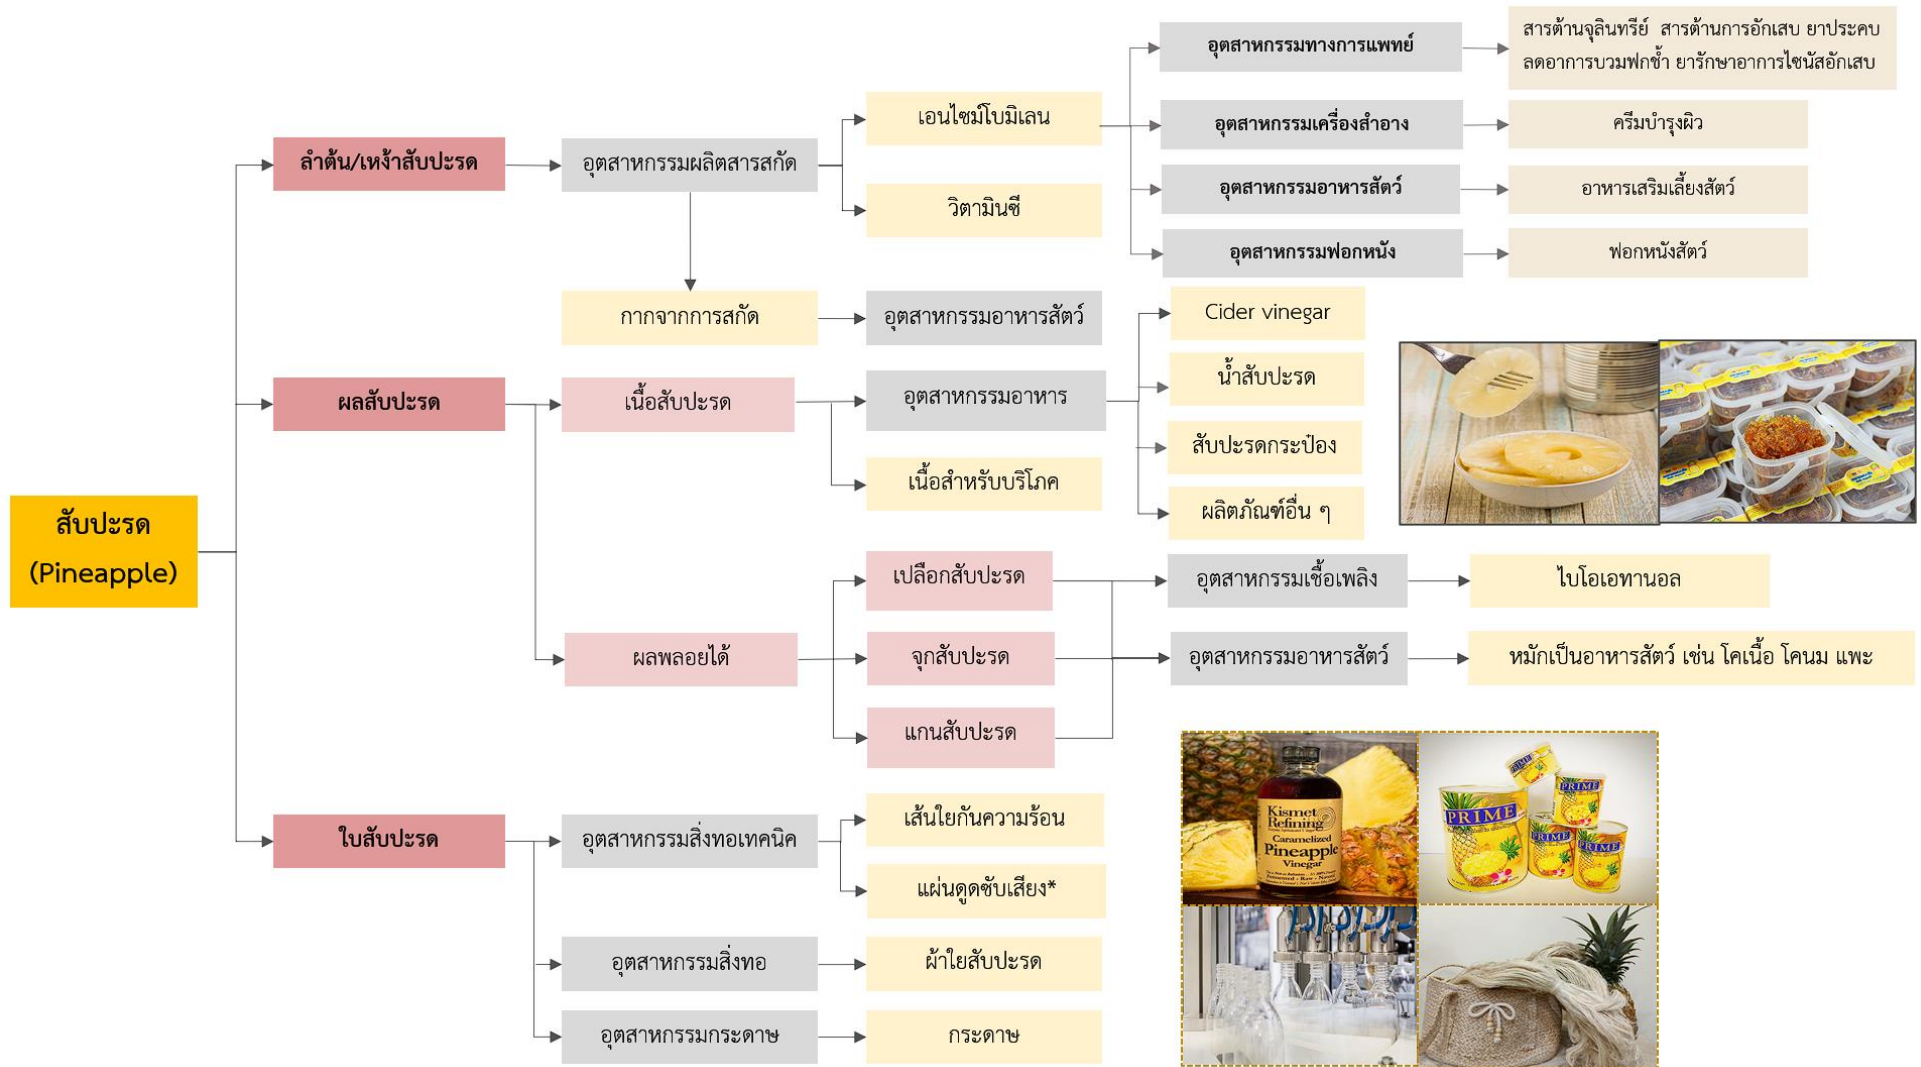 สับปะรด
(Pineapple)
ลำต้น/เหง้าสับปะรด
อุตสาหกรรมผลิตสารสกัด
เอนไซม์โบมิเลน
อุตสาหกรรมทางการแพทย์
สารต้านจุลินทรีย์ สารต้านการอักเสบ ยาประคบ
ลดอาการบวมฟกช้ำ ยารักษาอาการไซนัสอักเสบ
อุตสาหกรรมเครื่องสำอาง
ครีมบำรุงผิว
อุตสาหกรรมอาหารสัตว์
อาหารเสริมเลี้ยงสัตว์
อุตสาหกรรมฟอกหนัง
ฟอกหนังสัตว์
วิตามินซี
กากจากการสกัด
อุตสาหกรรมอาหารสัตว์
ผลสับปะรด
เนื้อสับปะรด
อุตสาหกรรมอาหาร
Cider vinegar
น้ำสับปะรด
สับปะรดกระป๋อง
ผลิตภัณฑ์อื่น ๆ
เนื้อสำหรับบริโภค
ผลพลอยได้
เปลือกสับปะรด
จุกสับปะรด
แกนสับปะรด
อุตสาหกรรมเชื้อเพลิง
ไบโอเอทานอล
อุตสาหกรรมอาหารสัตว์
หมักเป็นอาหารสัตว์ เช่น โคเนื้อ โคนม แพะ
ใบสับปะรด
อุตสาหกรรมสิ่งทอเทคนิค
เส้นใยกันความร้อน
แผ่นดูดซับเสียง*
อุตสาหกรรมสิ่งทอ
ผ้าใยสับปะรด
อุตสาหกรรมกระดาษ
กระดาษ
Kismet
Refining
Caramelized
Pineapple
Vinegar
PRIME
PRIME
PRIME
PRIME
PRIME